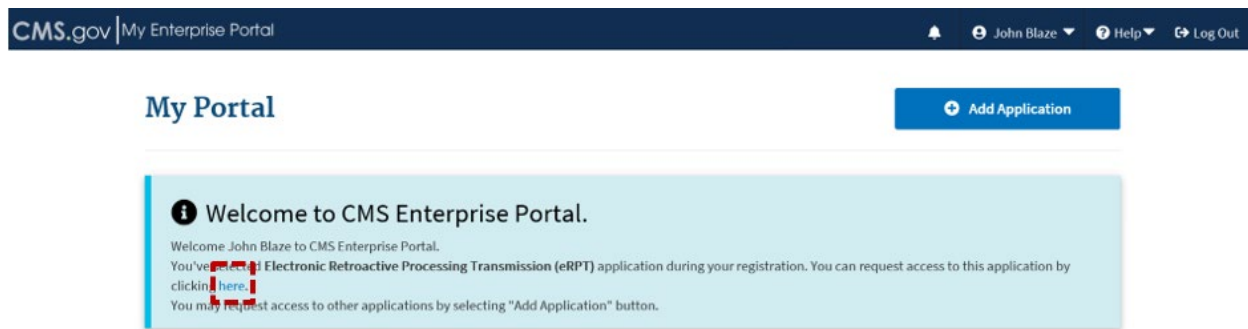 CMS.gov My Enterprise Portal John Blaze Help Log Out
My Portal Add Application
Welcome to CMS Enterprise Portal.
Welcome John Blaze to CMS Enterprise Portal.
You've selected Electronic Retroactive Processing Transmission (eRPT) application during your registration. You can request access to this application by
clicking here.
You may request access to other applications by selecting "Add Application" button.